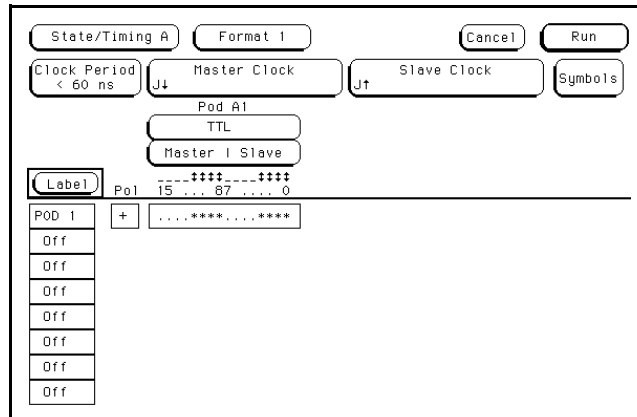 State/Timing A Format 1 Cancel Run
Clock Period Master Clock Slave Clock Symbols
< 60 ns J↓ J↑
Pod A1
TTL
Master | Slave
____↕↕↕↕____↕↕↕↕
Label Pol 15 ... 87 .... 0
POD 1 + ....****....****
Off
Off
Off
Off
Off
Off
Off